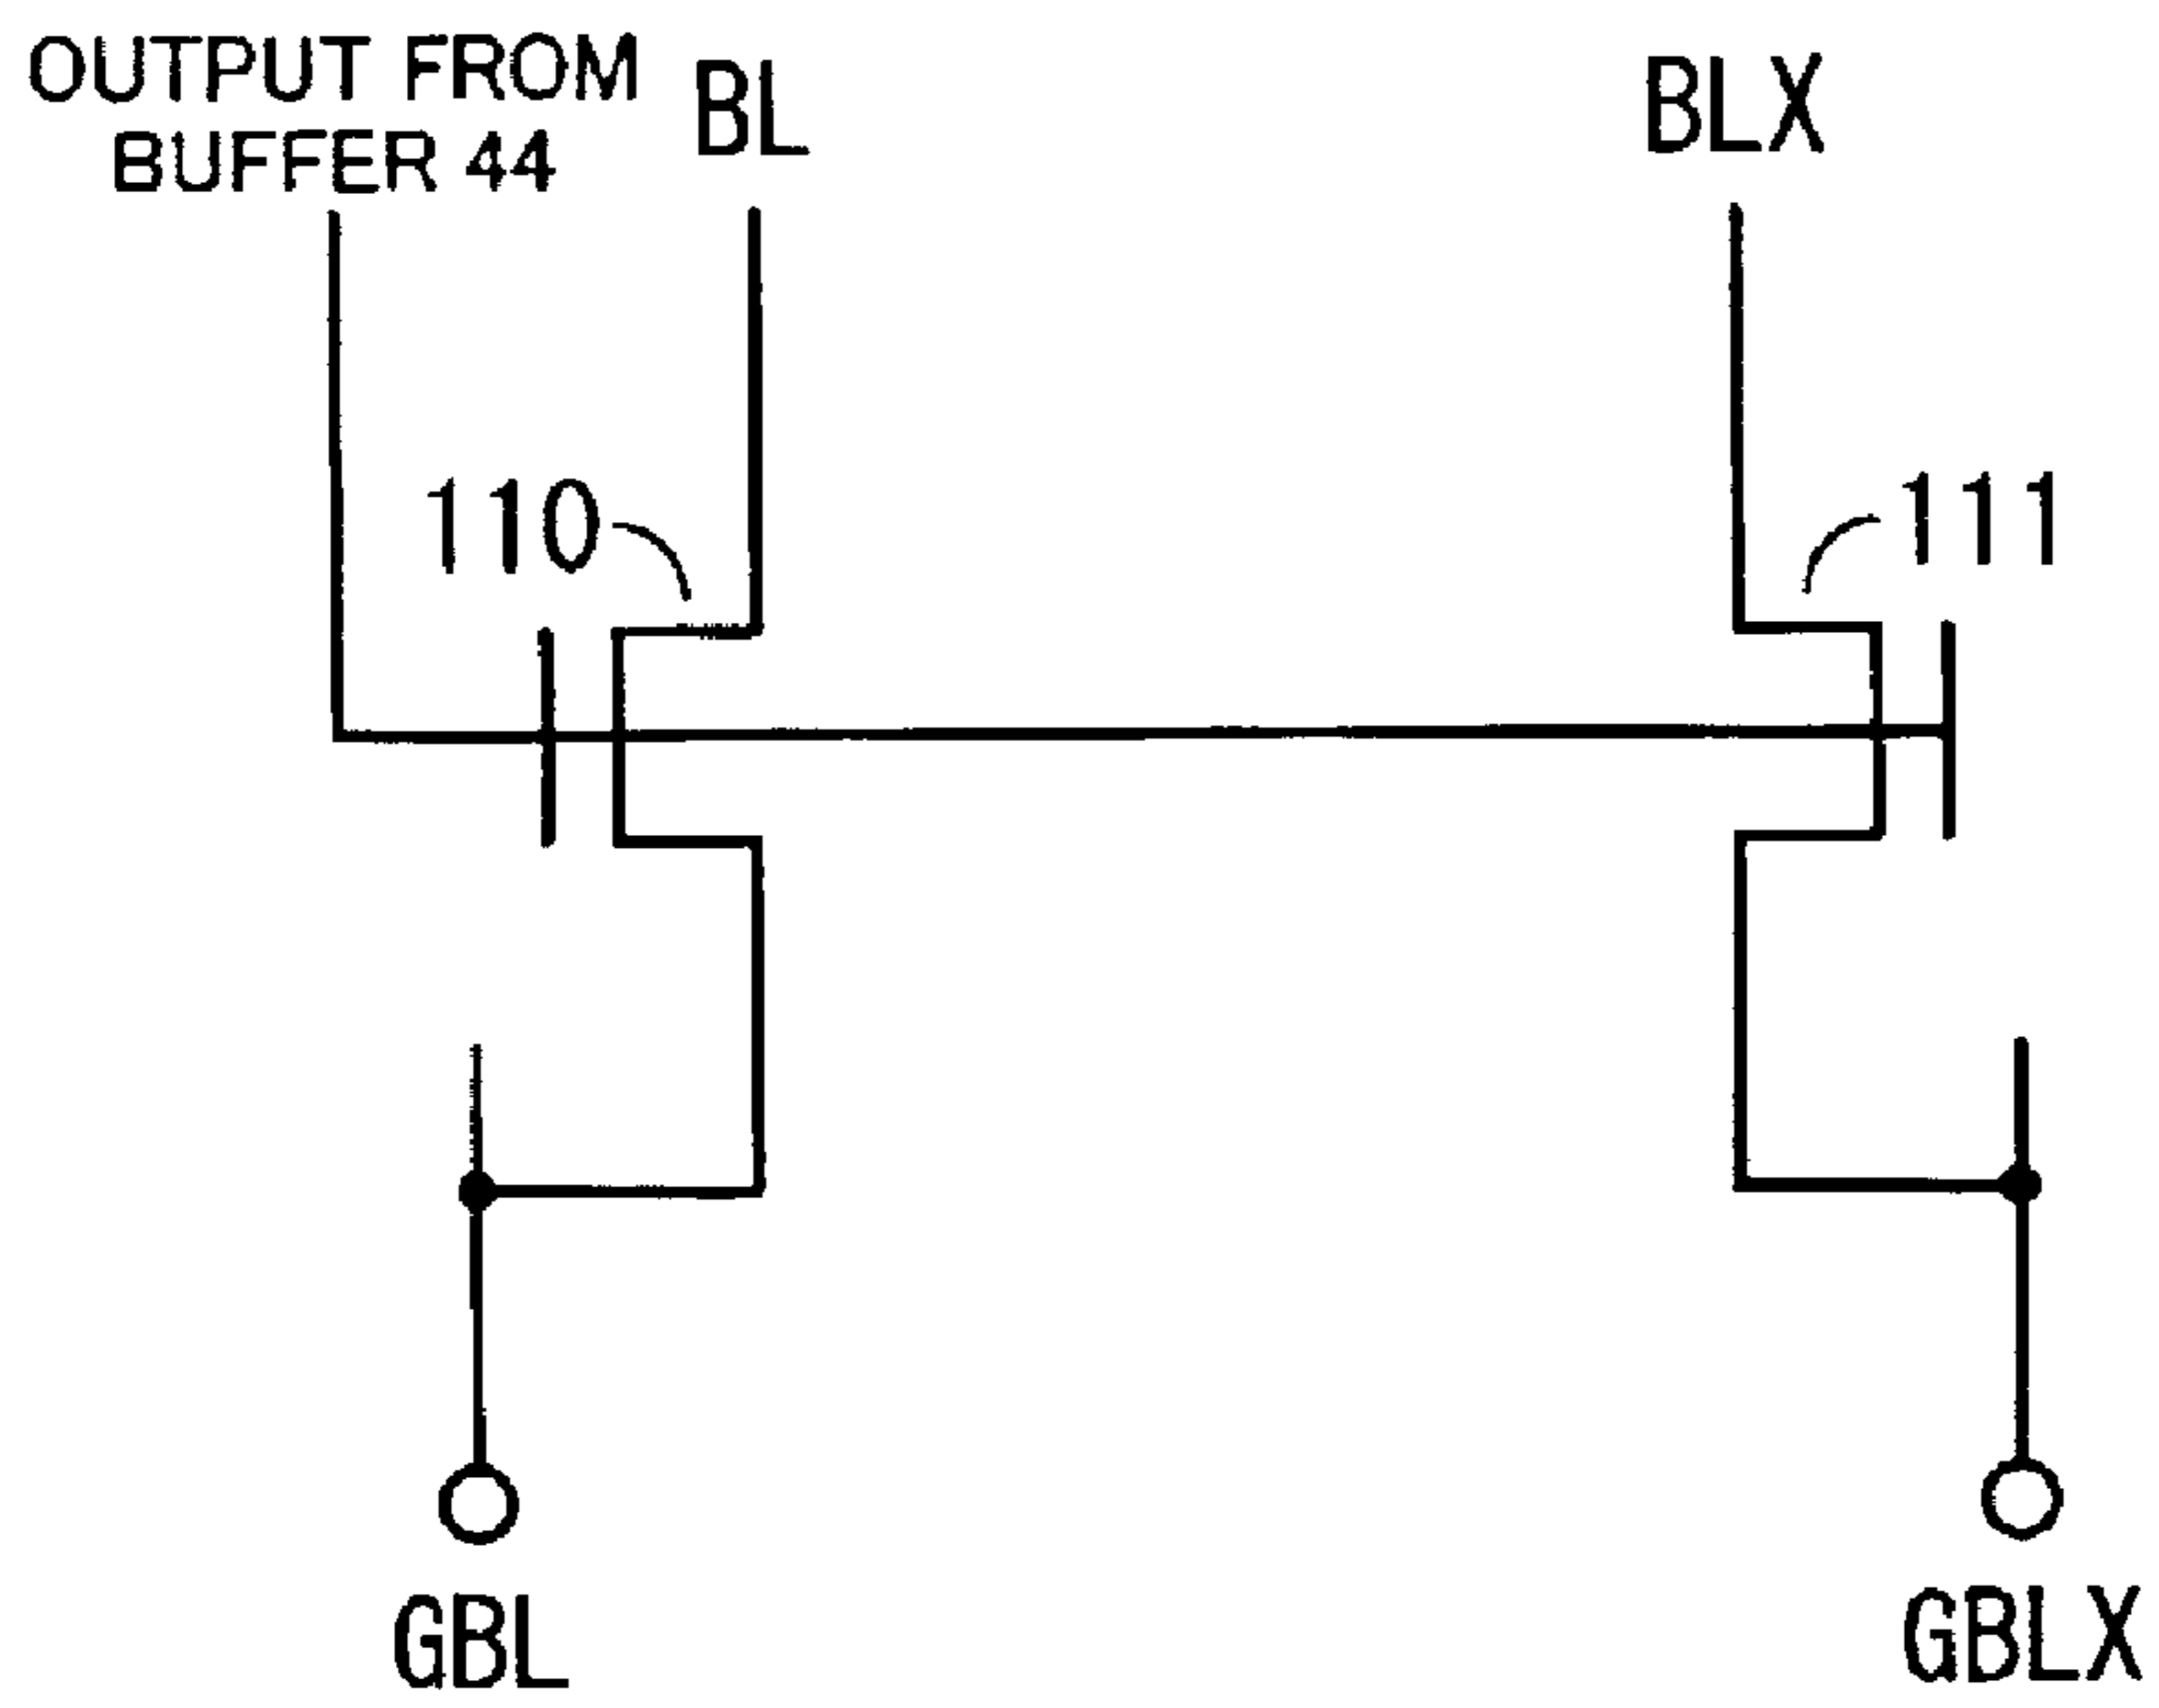 OUTPUT FROM
BUFFER 44
BL
BLX
110
111
GBL
GBLX